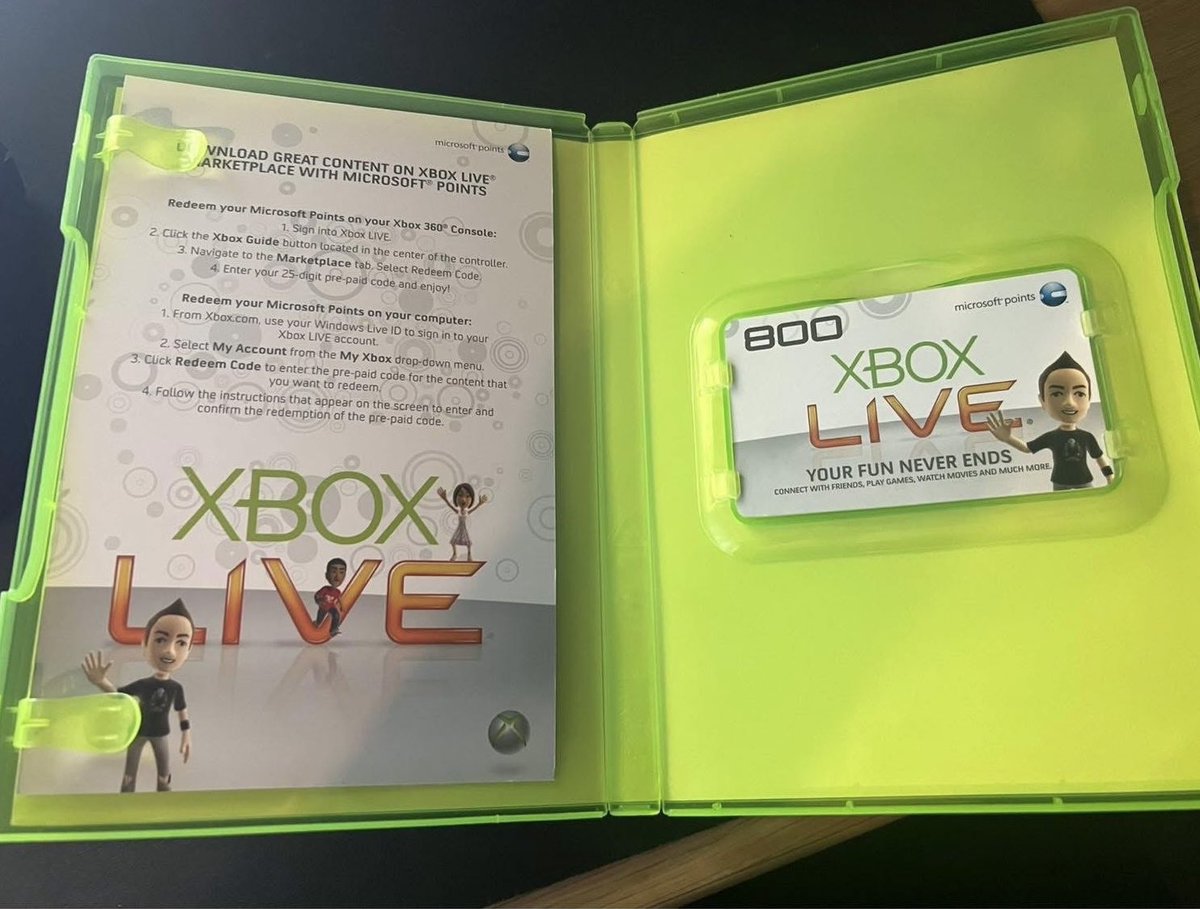 microsoft® points
DOWNLOAD GREAT CONTENT ON XBOX LIVE®
MARKETPLACE WITH MICROSOFT® POINTS
Redeem your Microsoft Points on your Xbox 360® Console:
1. Sign into Xbox LIVE.
2. Click the Xbox Guide button located in the center of the controller.
3. Navigate to the Marketplace tab. Select Redeem Code.
4. Enter your 25-digit pre-paid code and enjoy!
Redeem your Microsoft Points on your computer:
1. From Xbox.com, use your Windows Live ID to sign in to your
Xbox LIVE account.
2. Select My Account from the My Xbox drop-down menu.
3. Click Redeem Code to enter the pre-paid code for the content that
you want to redeem.
4. Follow the instructions that appear on the screen to enter and
confirm the redemption of the pre-paid code.
XBOX
LIVE
microsoft® points
800
XBOX
LIVE®
YOUR FUN NEVER ENDS
CONNECT WITH FRIENDS, PLAY GAMES, WATCH MOVIES AND MUCH MORE.